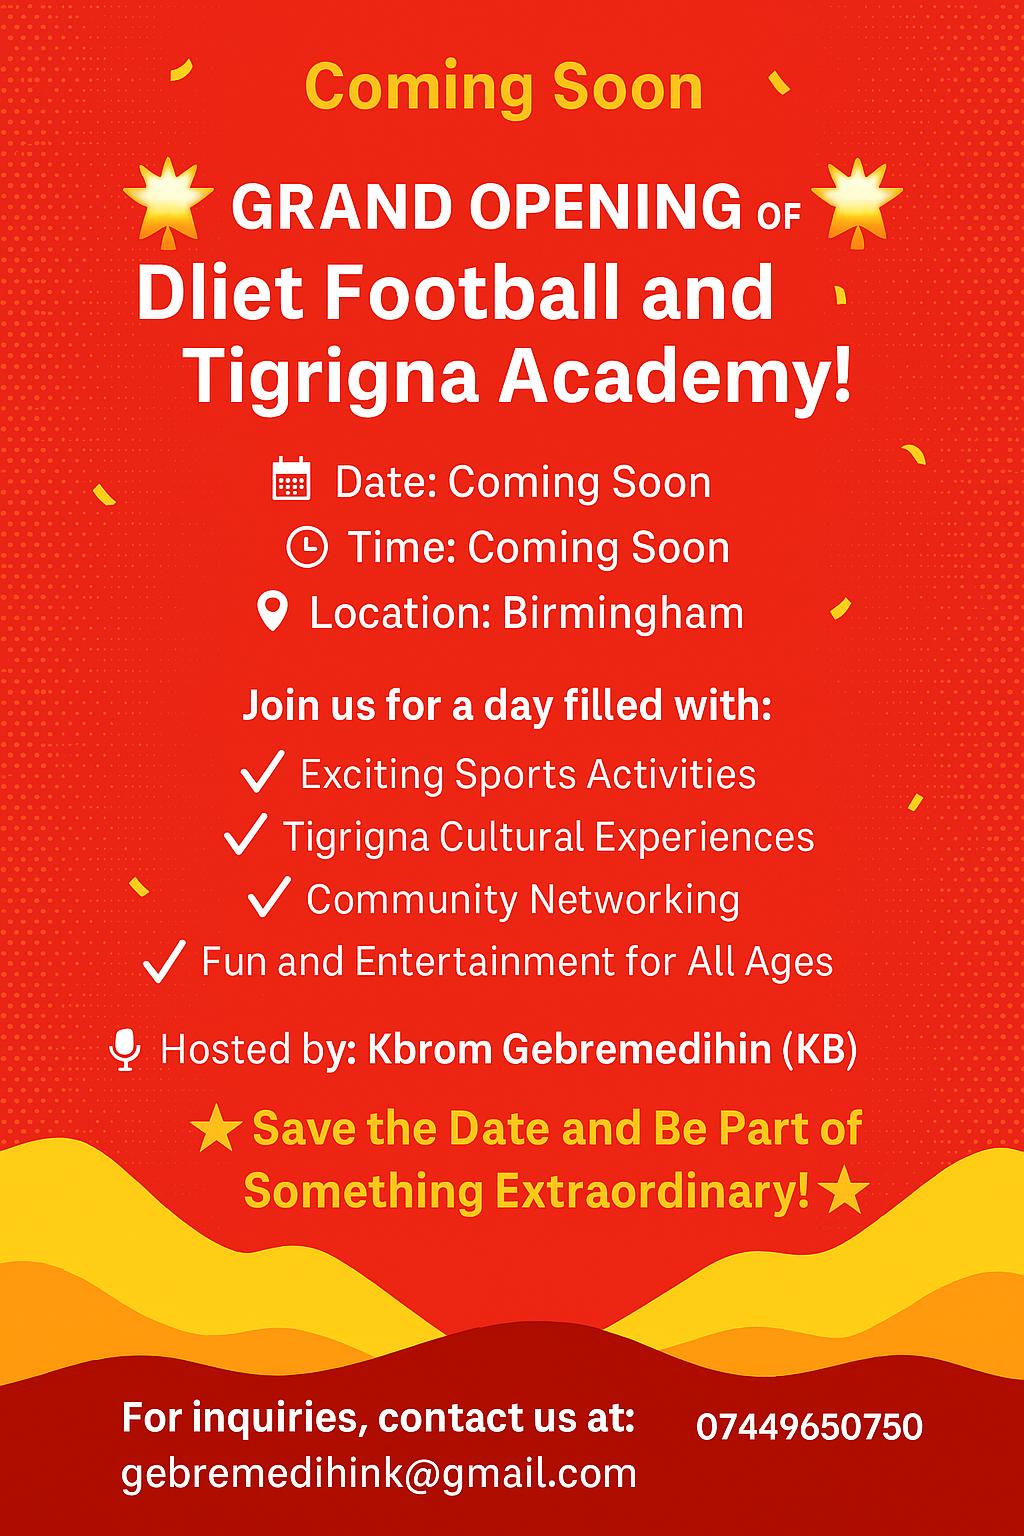 Coming Soon
GRAND OPENING OF
Dliet Football and
Tigrigna Academy!
Date: Coming Soon
Time: Coming Soon
Location: Birmingham
Join us for a day filled with:
Exciting Sports Activities
Tigrigna Cultural Experiences
Community Networking
Fun and Entertainment for All Ages
Hosted by: Kbrom Gebremedihin (KB)
Save the Date and Be Part of
Something Extraordinary!
For inquiries, contact us at:
gebremedihink@gmail.com
07449650750